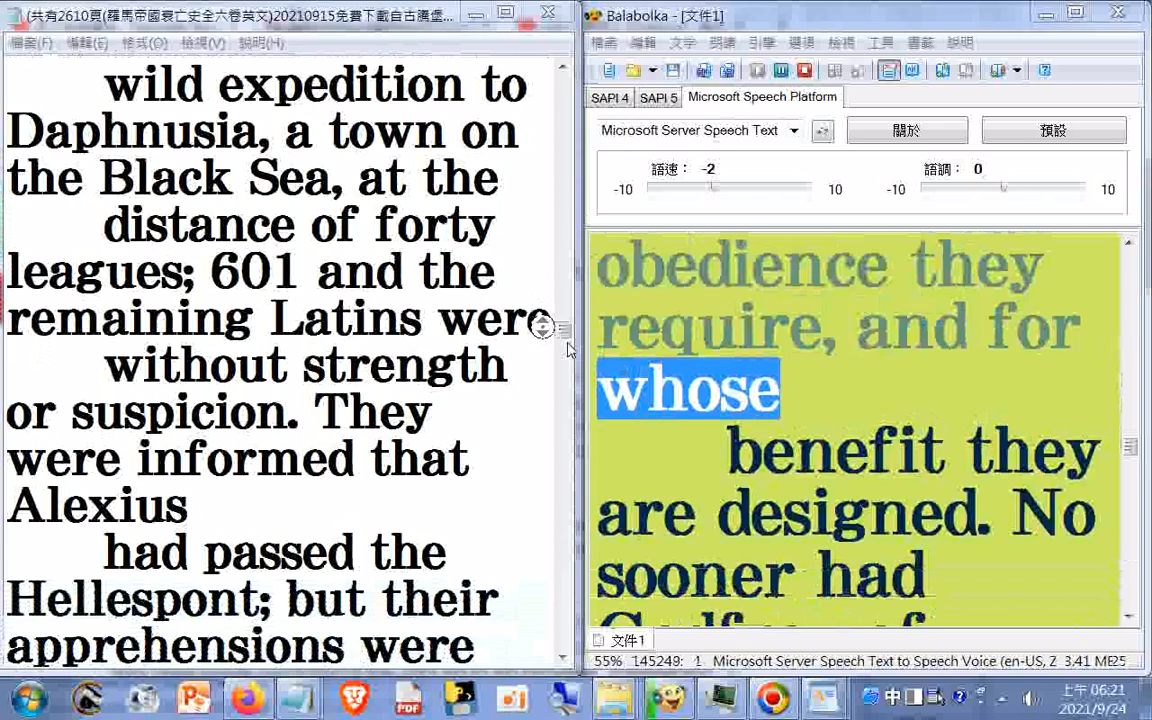 (共有2610頁(羅馬帝國衰亡史全六卷英文)20210915免費下載自古騰堡...
檔案(F) 編輯(E) 格式(O) 檢視(V) 說明(H)
wild expedition to
Daphnusia, a town on
the Black Sea, at the
distance of forty
leagues; 601 and the
remaining Latins were
without strength
or suspicion. They
were informed that
Alexius
had passed the
Hellespont; but their
apprehensions were
Balabolka - [文件1]
檔案 編輯 文字 朗讀 引擎 選項 檢視 工具 書籤 說明
SAPI 4 SAPI 5 Microsoft Speech Platform
Microsoft Server Speech Text
關於
預設
語速： -2
-10 10
語調： 0
-10 10
obedience they
require, and for
whose
benefit they
are designed. No
sooner had
文件1
55% 145249: 1 Microsoft Server Speech Text to Speech Voice (en-US, Z 3.41 ME25
中
上午 06:21
2021/9/24